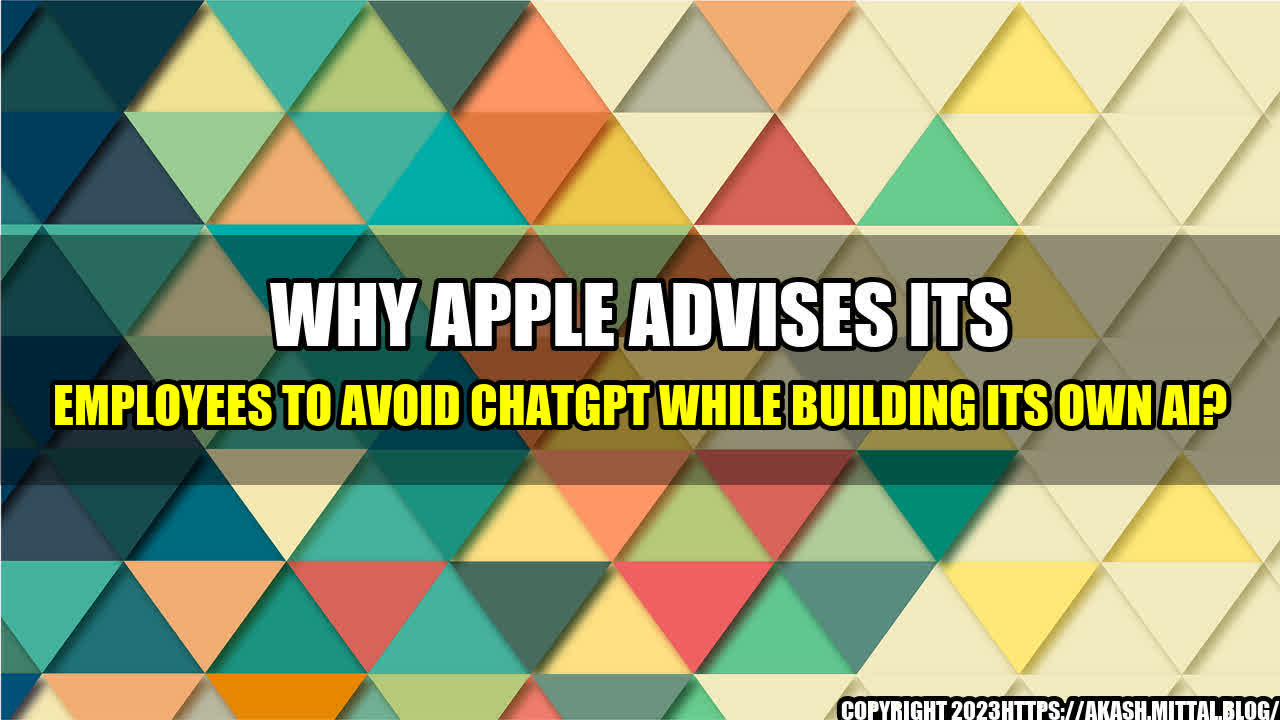 WHY APPLE ADVISES ITS
EMPLOYEES TO AVOID CHATGPT WHILE BUILDING ITS OWN AI?
COPYRIGHT 2023HTTPS://AKASH.MITTAL.BLOG/